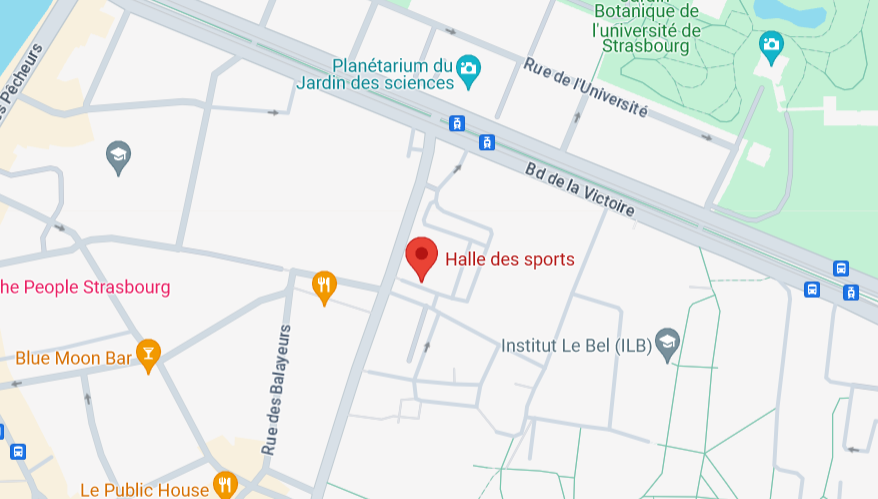 Jardin
Botanique de
l'université de
Strasbourg
Pêcheurs
Planétarium du
Jardin des sciences
Rue de l'Université
Bd de la Victoire
Halle des sports
he People Strasbourg
Blue Moon Bar
Institut Le Bel (ILB)
Rue des Balayeurs
Le Public House